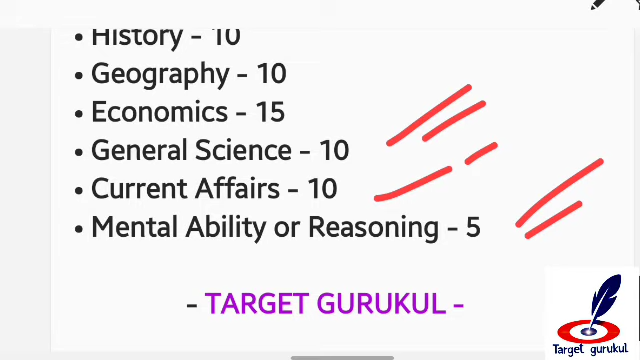 • History - 10
• Geography - 10
• Economics - 15
• General Science - 10
• Current Affairs - 10
• Mental Ability or Reasoning - 5
- TARGET GURUKUL -
Target gurukul